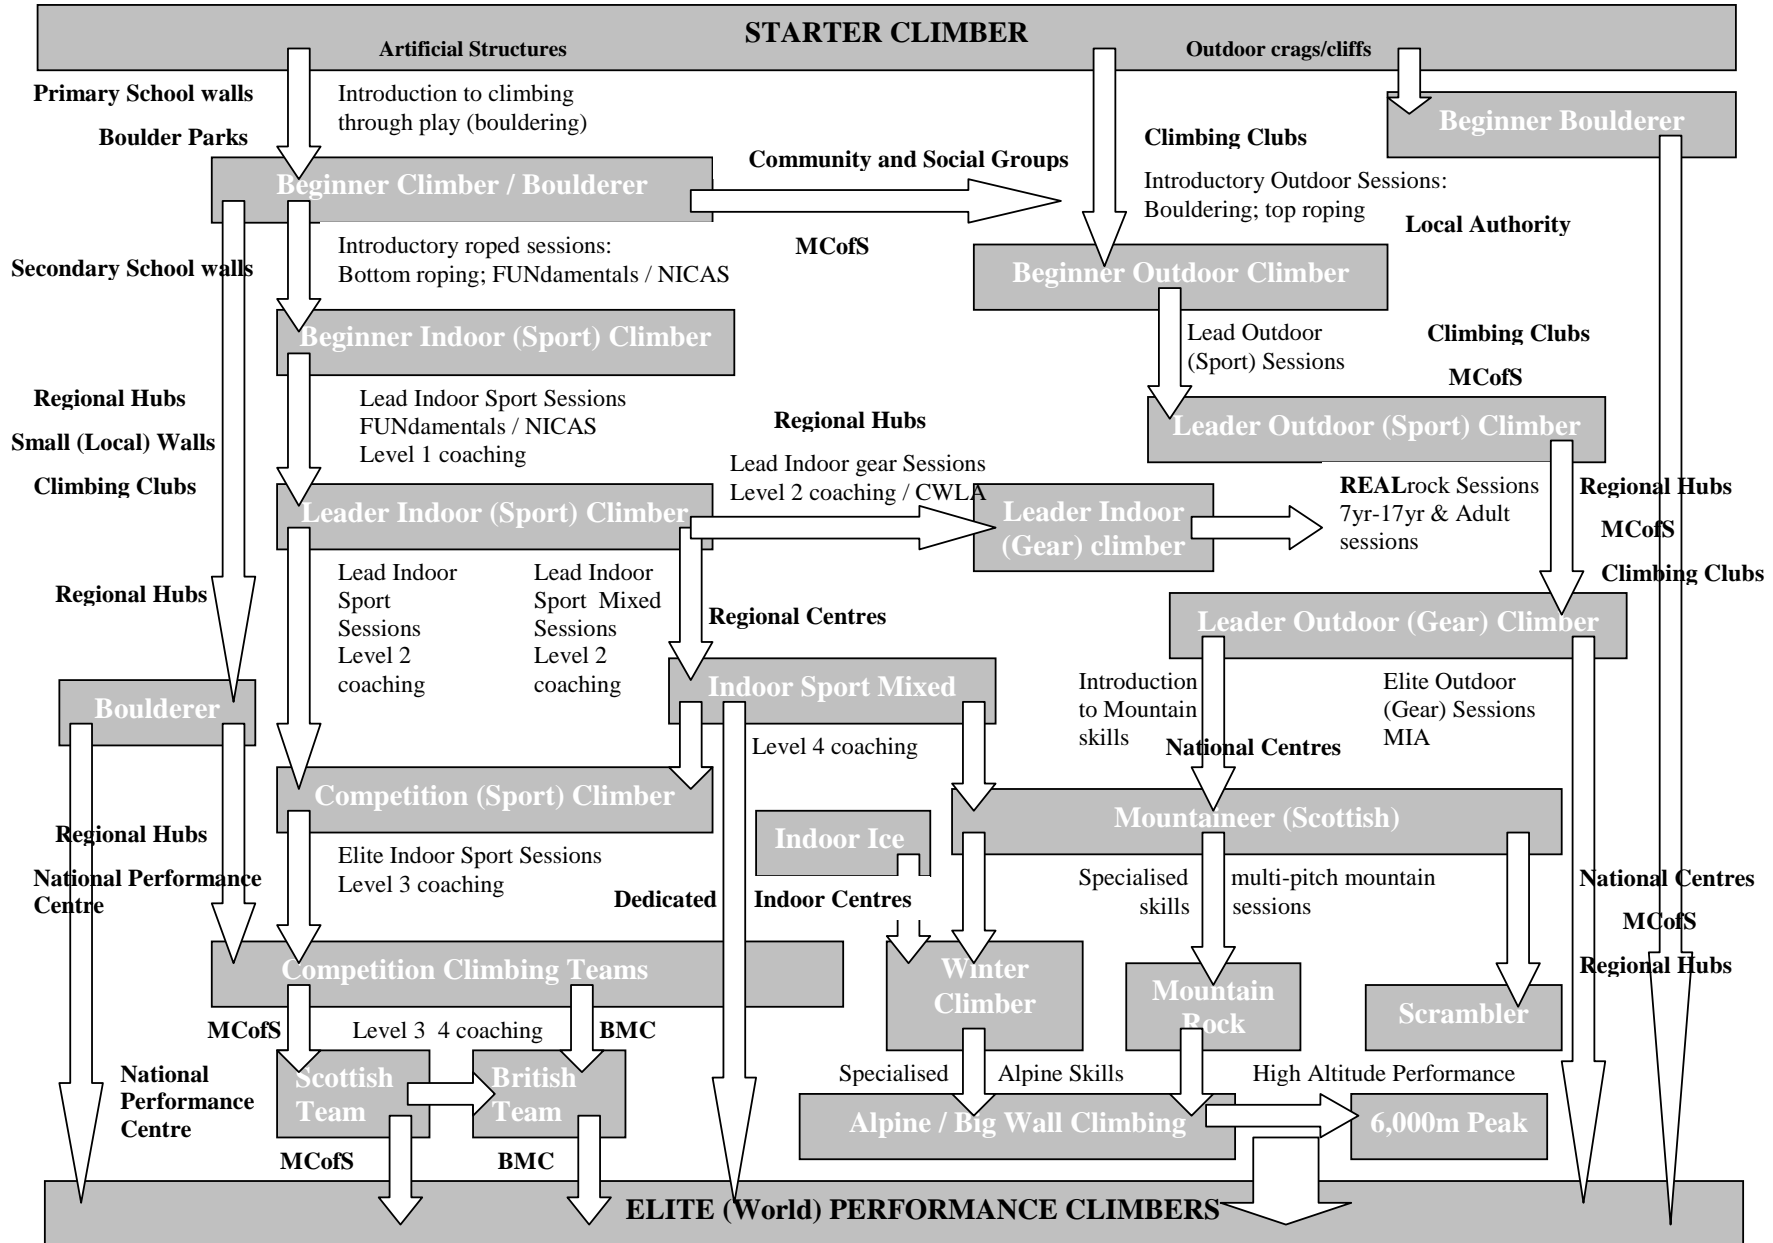 STARTER CLIMBER
Artificial Structures
Outdoor crags/cliffs
Primary School walls
Boulder Parks
Introduction to climbing
through play (bouldering)
Beginner Boulderer
Climbing Clubs
Community and Social Groups
Beginner Climber / Boulderer
Introductory Outdoor Sessions:
Bouldering; top roping
Local Authority
MCofS
Secondary School walls
Introductory roped sessions:
Bottom roping; FUNdamentals / NICAS
Beginner Outdoor Climber
Beginner Indoor (Sport) Climber
Lead Outdoor
(Sport) Sessions
Climbing Clubs
MCofS
Regional Hubs
Small (Local) Walls
Climbing Clubs
Lead Indoor Sport Sessions
FUNdamentals / NICAS
Level 1 coaching
Regional Hubs
Lead Indoor gear Sessions
Level 2 coaching / CWLA
Leader Outdoor (Sport) Climber
Leader Indoor (Sport) Climber
Leader Indoor
(Gear) climber
REALrock Sessions
7yr-17yr & Adult
sessions
Regional Hubs
MCofS
Climbing Clubs
Regional Hubs
Lead Indoor
Sport
Sessions
Level 2
coaching
Lead Indoor
Sport Mixed
Sessions
Level 2
coaching
Regional Centres
Leader Outdoor (Gear) Climber
Boulderer
Indoor Sport Mixed
Introduction
to Mountain
skills
Elite Outdoor
(Gear) Sessions
MIA
National Centres
Level 4 coaching
Competition (Sport) Climber
Mountaineer (Scottish)
Indoor Ice
Regional Hubs
National Performance
Centre
Elite Indoor Sport Sessions
Level 3 coaching
Dedicated
Indoor Centres
Specialised
skills
multi-pitch mountain
sessions
National Centres
MCofS
Regional Hubs
Competition Climbing Teams
Winter
Climber
Mountain
Rock
Scrambler
MCofS
Level 3 4 coaching
BMC
National
Performance
Centre
Scottish
Team
British
Team
Specialised
Alpine Skills
High Altitude Performance
Alpine / Big Wall Climbing
6,000m Peak
MCofS
BMC
ELITE (World) PERFORMANCE CLIMBERS